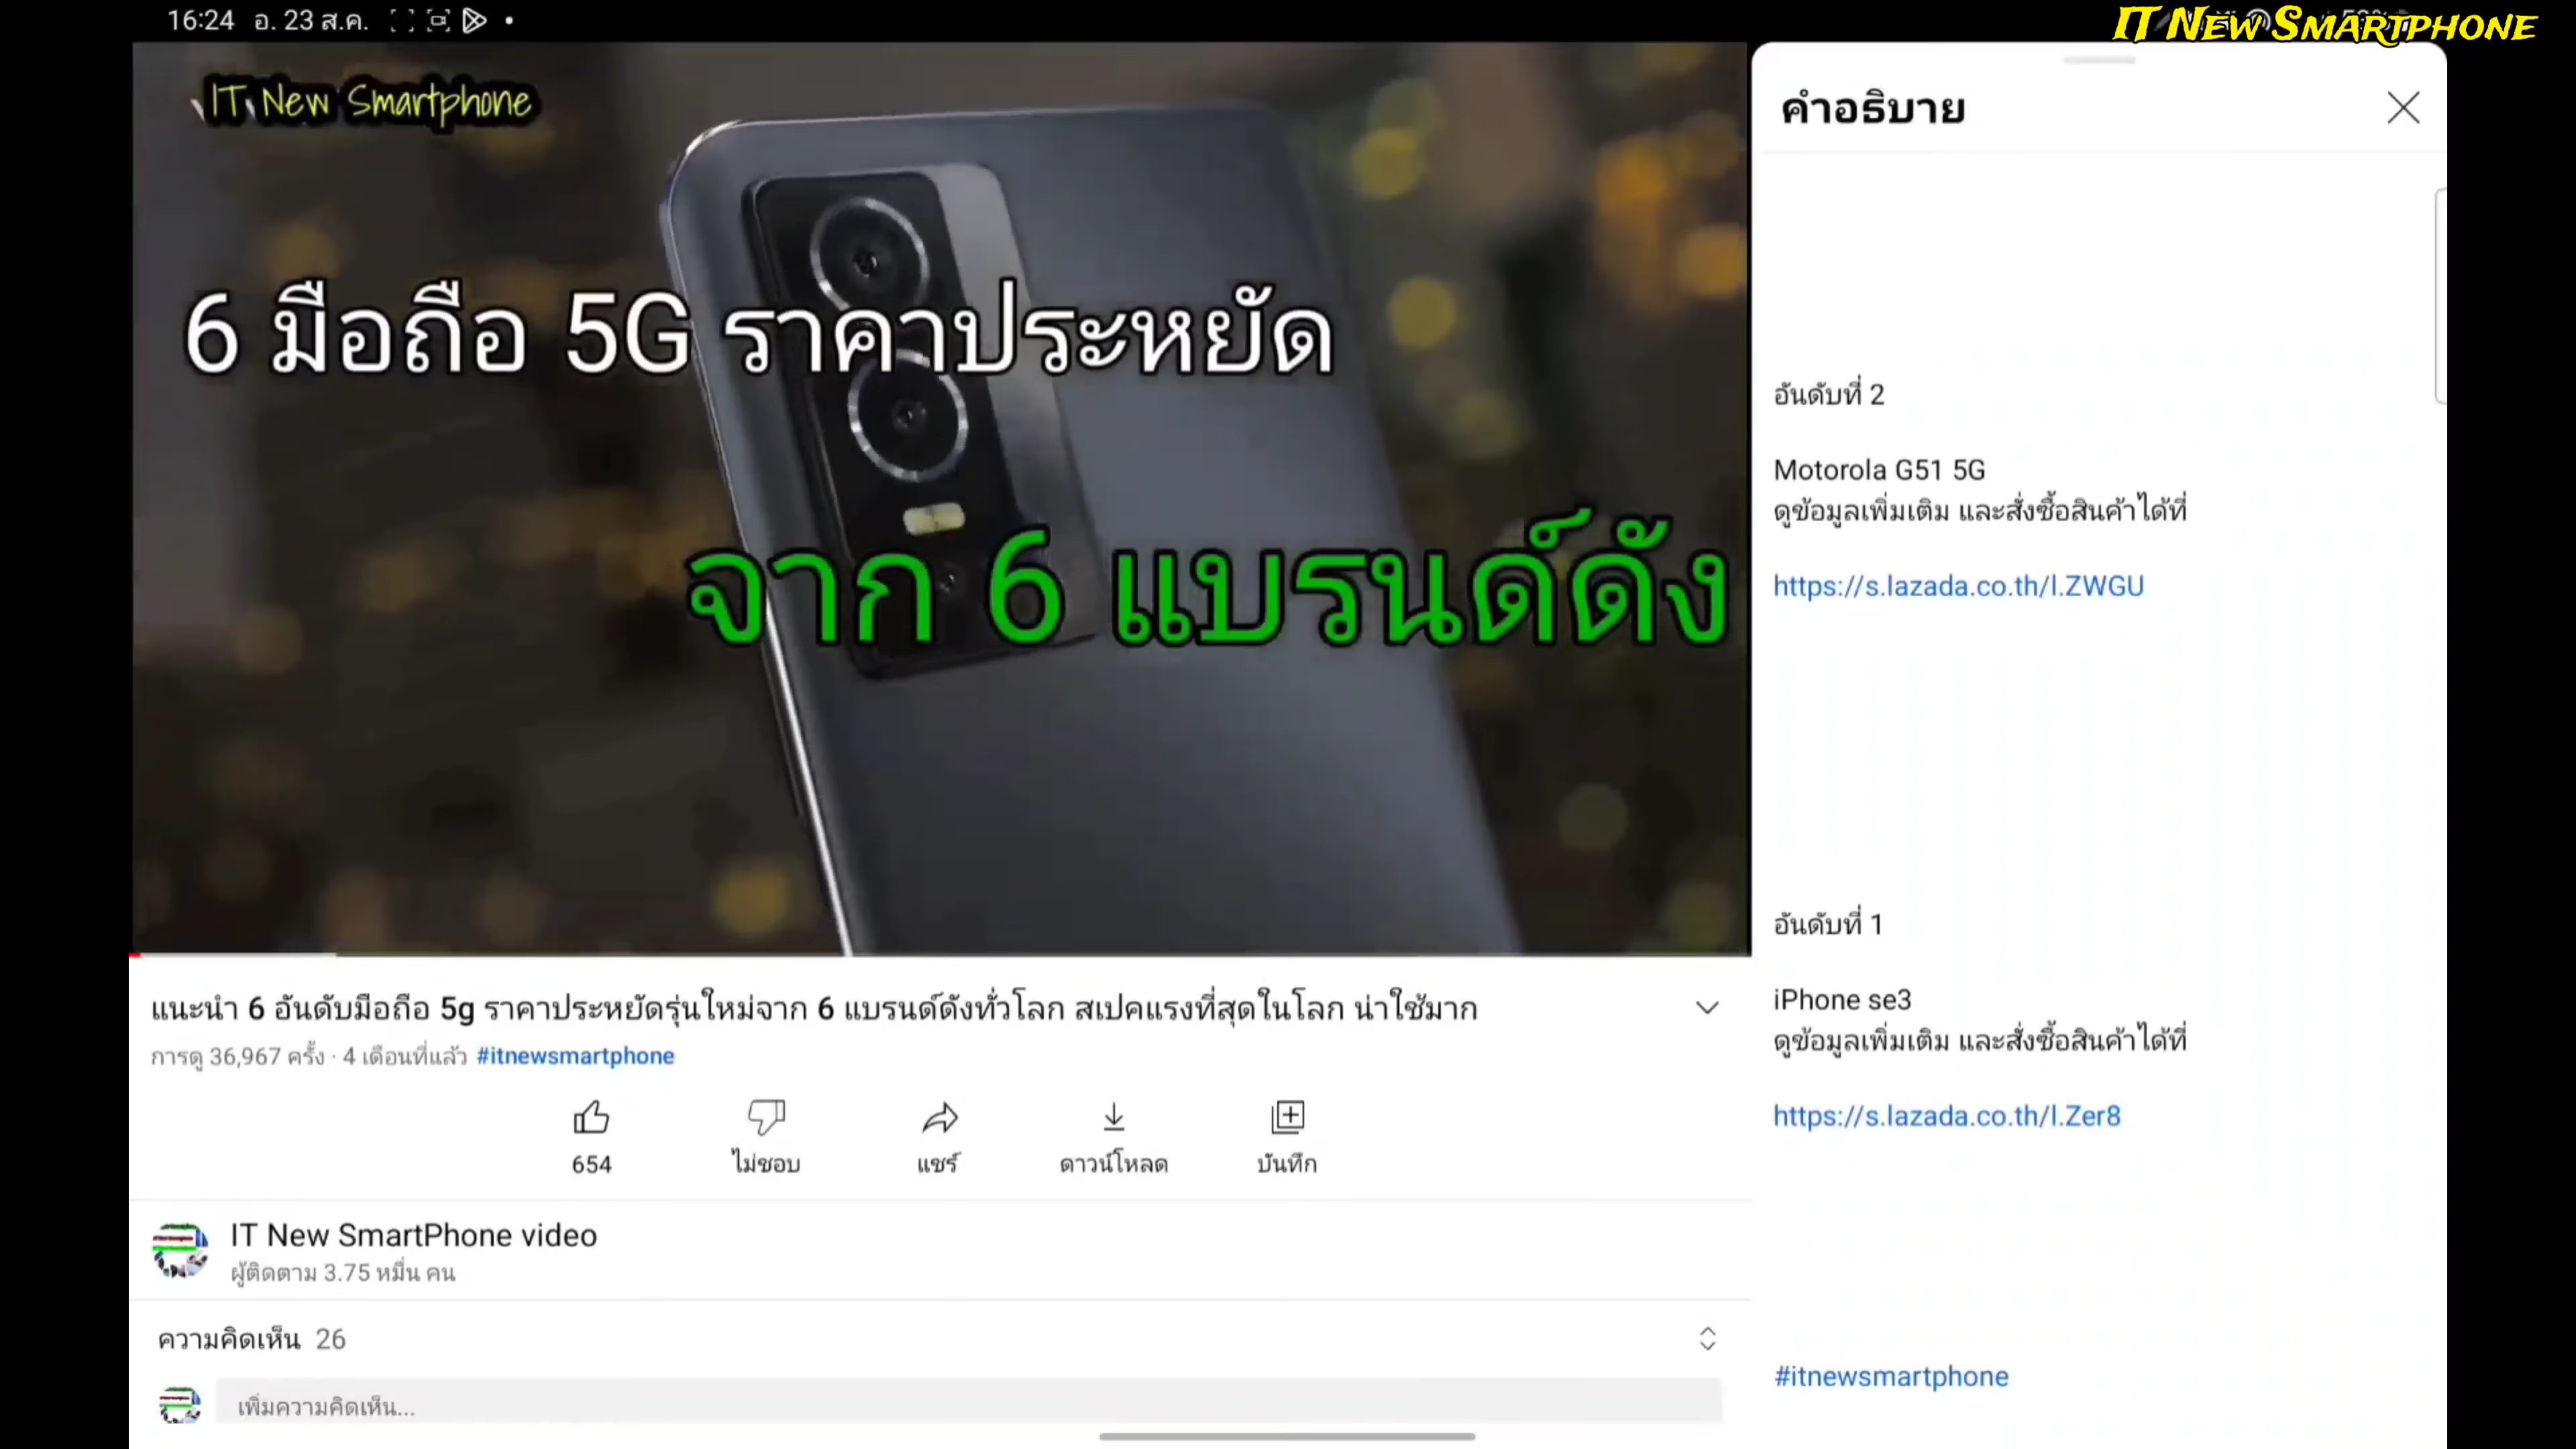 16:24 อ. 23 ส.ค.
IT New Smartphone
IT New Smartphone
6 มือถือ 5G ราคาประหยัด
จาก 6 แบรนด์ดัง
แนะนำ 6 อันดับมือถือ 5g ราคาประหยัดรุ่นใหม่จาก 6 แบรนด์ดังทั่วโลก สเปคแรงที่สุดในโลก น่าใช้มาก
การดู 36,967 ครั้ง · 4 เดือนที่แล้ว #itnewsmartphone
654 ไม่ชอบ แชร์ ดาวน์โหลด บันทึก
IT New SmartPhone video
ผู้ติดตาม 3.75 หมื่น คน
ความคิดเห็น 26
เพิ่มความคิดเห็น...
คำอธิบาย
อันดับที่ 2
Motorola G51 5G
ดูข้อมูลเพิ่มเติม และสั่งซื้อสินค้าได้ที่
https://s.lazada.co.th/l.ZWGU
อันดับที่ 1
iPhone se3
ดูข้อมูลเพิ่มเติม และสั่งซื้อสินค้าได้ที่
https://s.lazada.co.th/l.Zer8
#itnewsmartphone